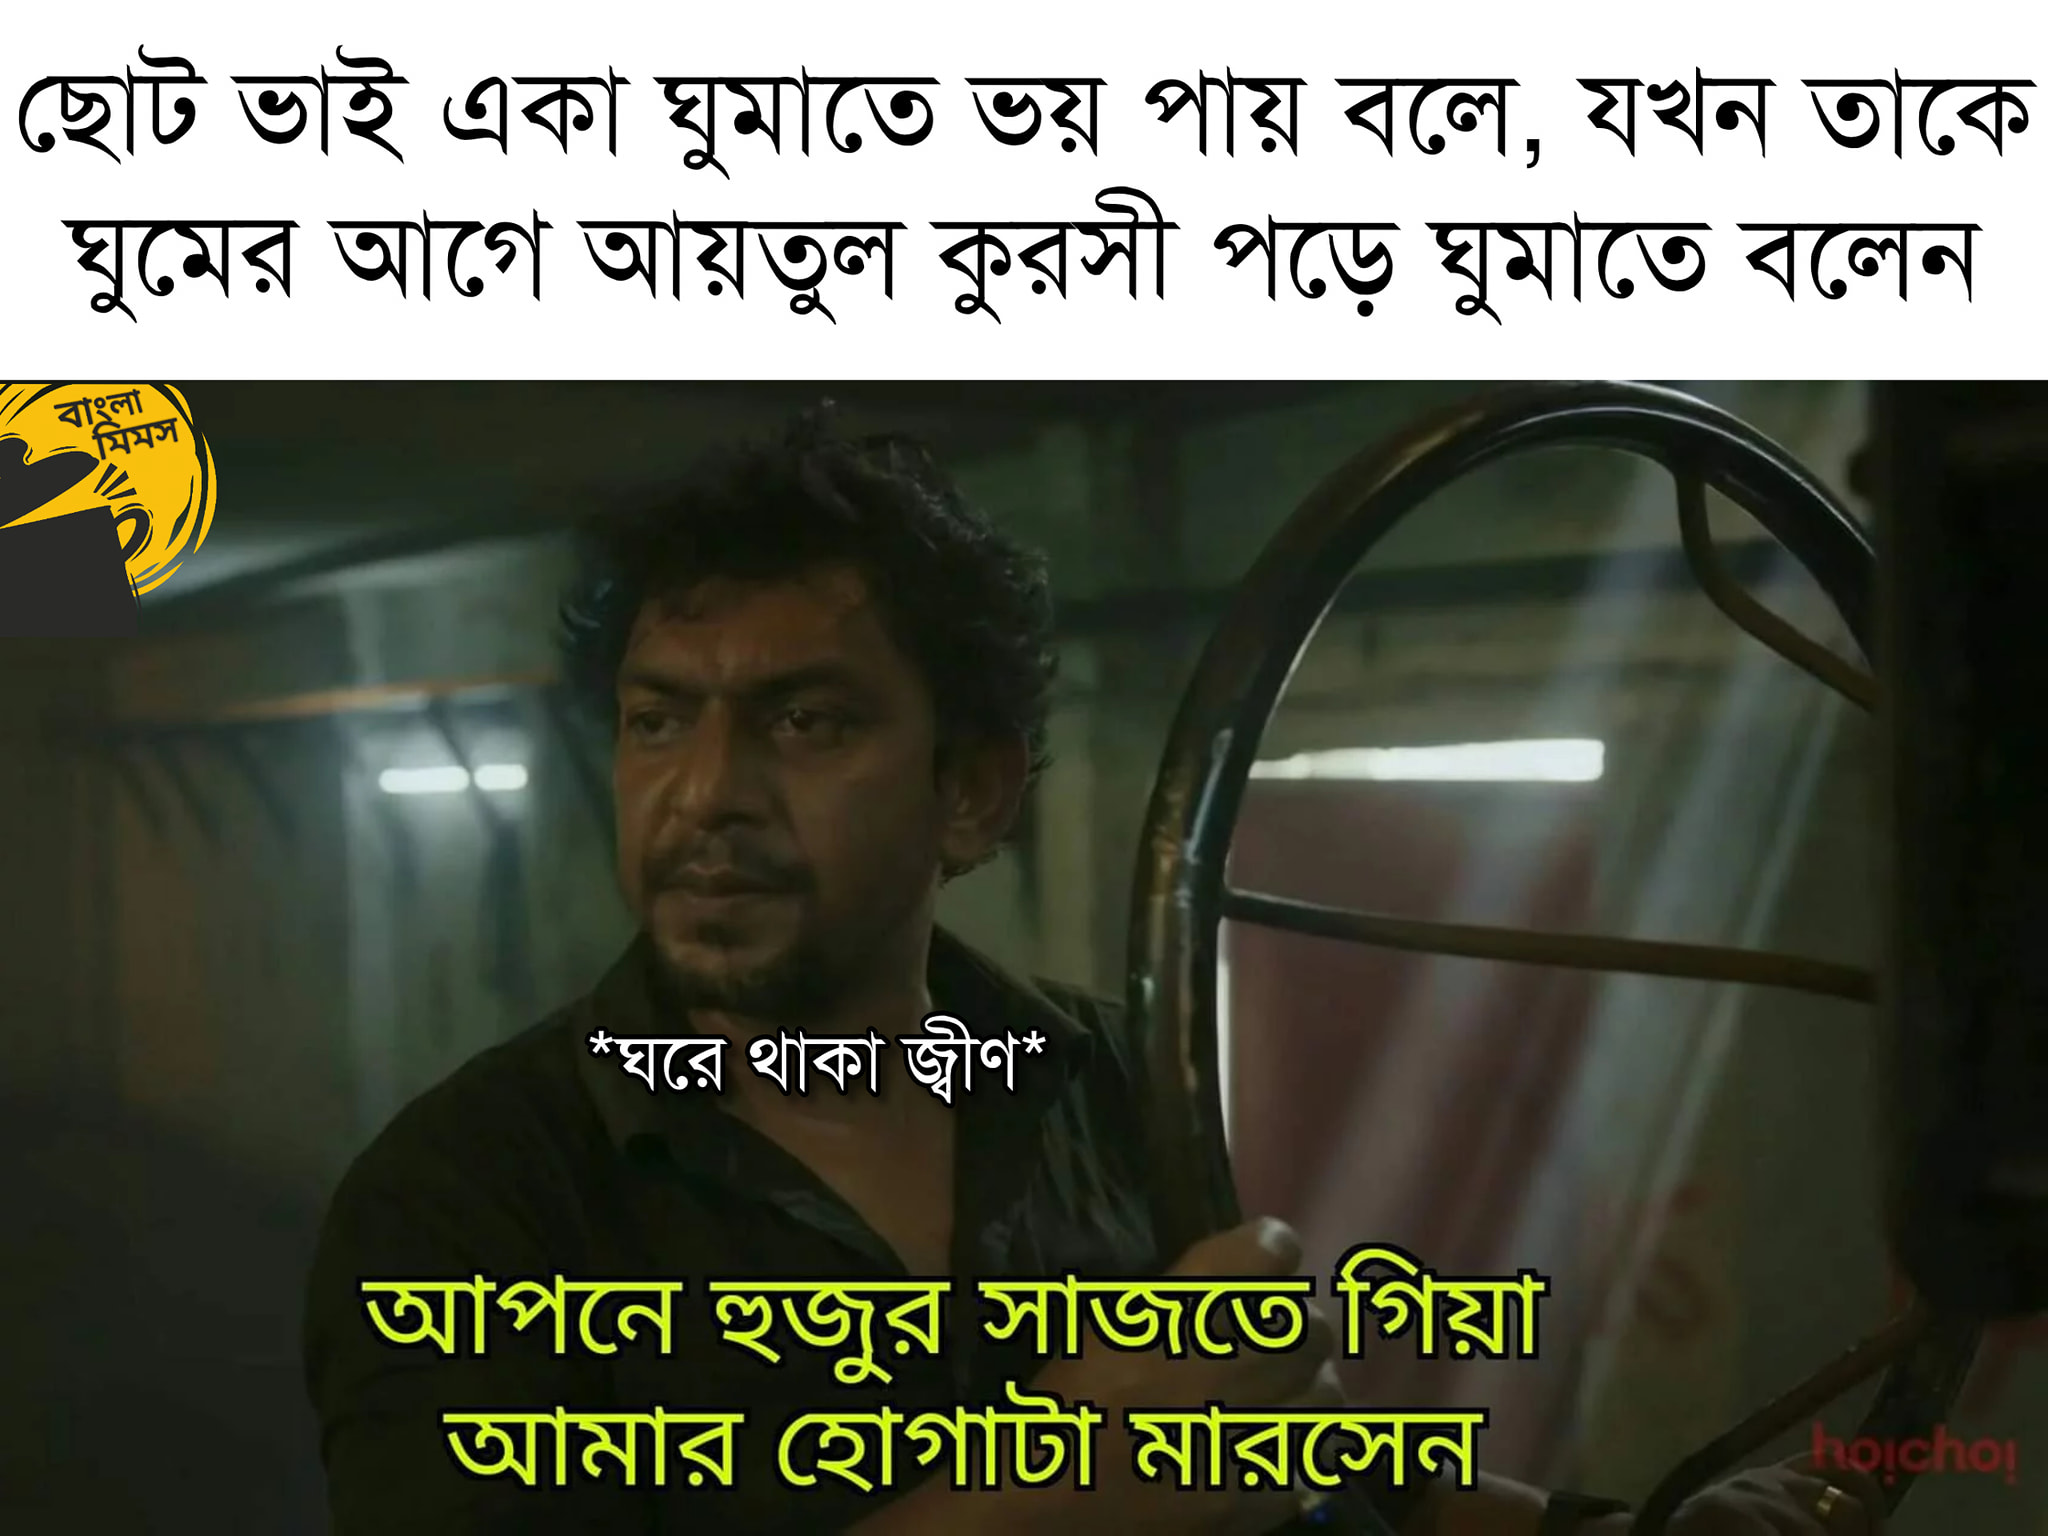 ছোট ভাই একা ঘুমাতে ভয় পায় বলে, যখন তাকে
ঘুমের আগে আয়তুল কুরসী পড়ে ঘুমাতে বলেন
বাংলা
মিমস
*ঘরে থাকা জ্বীণ*
আপনে হুজুর সাজতে গিয়া
আমার হোগাটা মারসেন
hoichoi